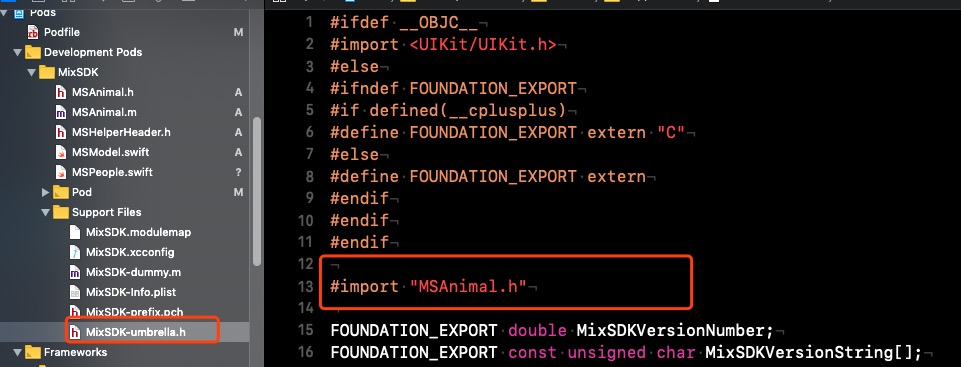 Pods
Podfile M
Development Pods
MixSDK
MSAnimal.h A
MSAnimal.m A
MSHelperHeader.h A
MSModel.swift A
MSPeople.swift ?
Pod M
Support Files
MixSDK.modulemap
MixSDK.xcconfig
MixSDK-dummy.m
MixSDK-Info.plist
MixSDK-prefix.pch
MixSDK-umbrella.h
Frameworks
1 #ifdef·__OBJC__¬
2 #import·<UIKit/UIKit.h>¬
3 #else¬
4 #ifndef·FOUNDATION_EXPORT¬
5 #if·defined(__cplusplus)¬
6 #define·FOUNDATION_EXPORT·extern·"C"¬
7 #else¬
8 #define·FOUNDATION_EXPORT·extern¬
9 #endif¬
10 #endif¬
11 #endif¬
12 ¬
13 #import·"MSAnimal.h"¬
14 ¬
15 FOUNDATION_EXPORT·double·MixSDKVersionNumber;¬
16 FOUNDATION_EXPORT·const·unsigned·char·MixSDKVersionString[];¬